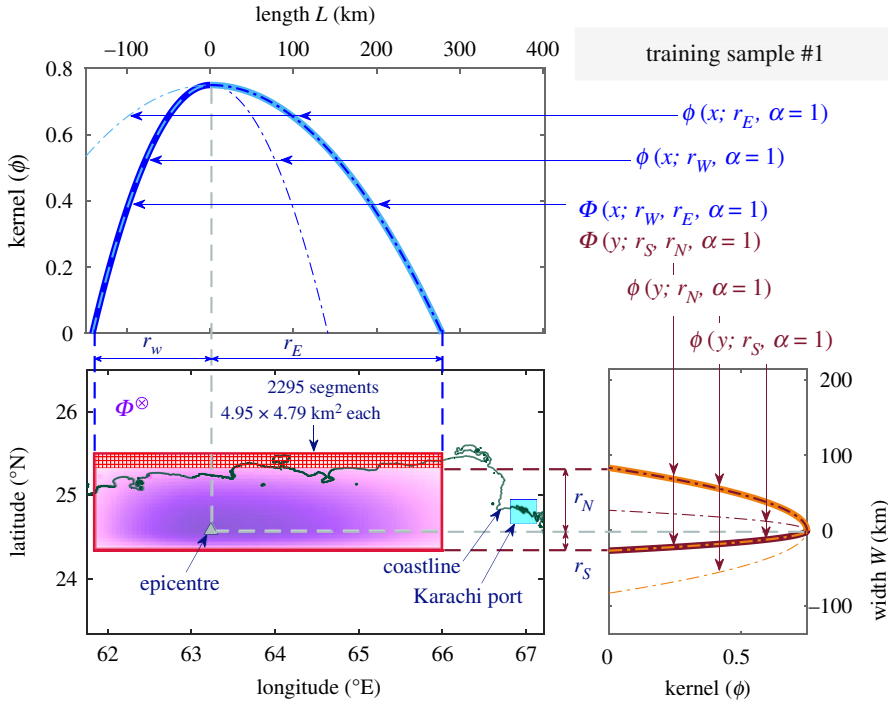 length L (km)
−100 0 100 200 300 400
training sample #1
0.8
0.6
0.4
0.2
0
kernel (ϕ)
ϕ (x; r_E, α = 1)
ϕ (x; r_W, α = 1)
Φ (x; r_W, r_E, α = 1)
Φ (y; r_S, r_N, α = 1)
ϕ (y; r_N, α = 1)
ϕ (y; r_S, α = 1)
r_w r_E
Φ^⊗
2295 segments
4.95 × 4.79 km² each
26
25
24
latitude (°N)
epicentre
coastline
Karachi port
r_N
r_S
62 63 64 65 66 67
longitude (°E)
200
100
0
−100
width W (km)
0 0.5
kernel (ϕ)